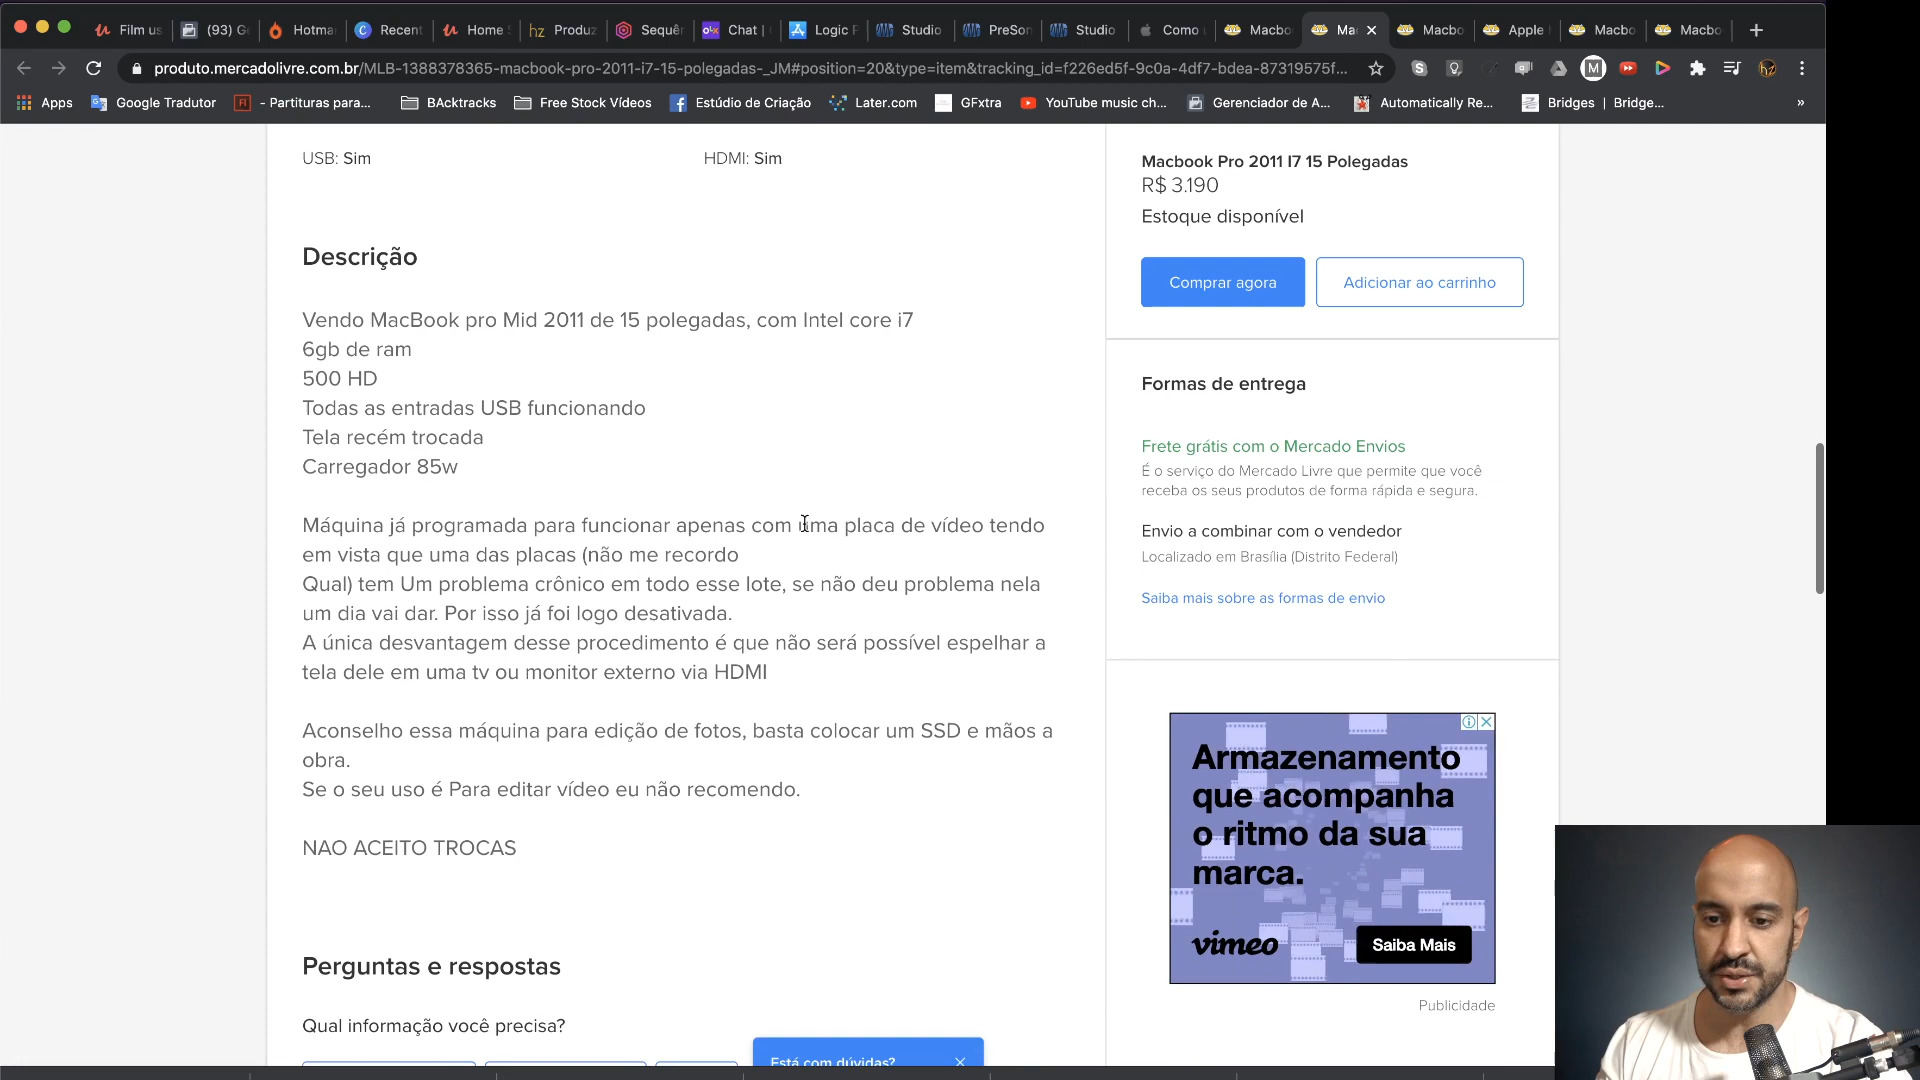 Film us
(93) G
Hotma
Recent
Home
hz Produz
Sequên
olx Chat |
Logic P
Studio
PreSon
Studio
Como
Macbo
Ma
Macbo
Apple
Macbo
Macbo
produto.mercadolivre.com.br/MLB-1388378365-macbook-pro-2011-i7-15-polegadas-_JM#position=20&type=item&tracking_id=f226ed5f-9c0a-4df7-bdea-87319575f...
Apps
Google Tradutor
- Partituras para...
BAcktracks
Free Stock Vídeos
Estúdio de Criação
Later.com
GFxtra
YouTube music ch...
Gerenciador de A...
Automatically Re...
Bridges | Bridge...
»
USB: Sim
HDMI: Sim
Descrição
Vendo MacBook pro Mid 2011 de 15 polegadas, com Intel core i7
6gb de ram
500 HD
Todas as entradas USB funcionando
Tela recém trocada
Carregador 85w
Máquina já programada para funcionar apenas com uma placa de vídeo tendo
em vista que uma das placas (não me recordo
Qual) tem Um problema crônico em todo esse lote, se não deu problema nela
um dia vai dar. Por isso já foi logo desativada.
A única desvantagem desse procedimento é que não será possível espelhar a
tela dele em uma tv ou monitor externo via HDMI
Aconselho essa máquina para edição de fotos, basta colocar um SSD e mãos a
obra.
Se o seu uso é Para editar vídeo eu não recomendo.
NAO ACEITO TROCAS
Perguntas e respostas
Qual informação você precisa?
Está com dúvidas?
Macbook Pro 2011 I7 15 Polegadas
R$ 3.190
Estoque disponível
Comprar agora
Adicionar ao carrinho
Formas de entrega
Frete grátis com o Mercado Envios
É o serviço do Mercado Livre que permite que você
receba os seus produtos de forma rápida e segura.
Envio a combinar com o vendedor
Localizado em Brasília (Distrito Federal)
Saiba mais sobre as formas de envio
Armazenamento
que acompanha
o ritmo da sua
marca.
vimeo
Saiba Mais
Publicidade